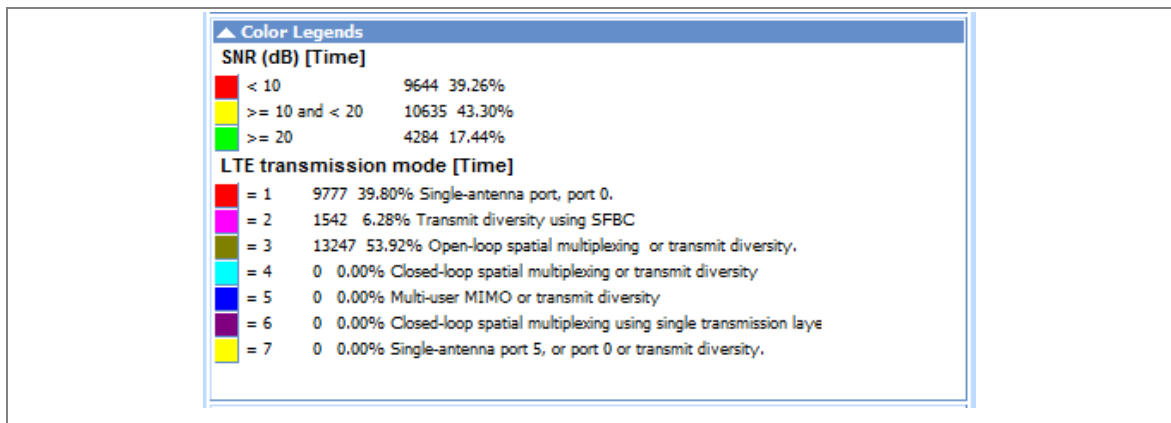 Color Legends
SNR (dB) [Time]
< 10 9644 39.26%
>= 10 and < 20 10635 43.30%
>= 20 4284 17.44%
LTE transmission mode [Time]
= 1 9777 39.80% Single-antenna port, port 0.
= 2 1542 6.28% Transmit diversity using SFBC
= 3 13247 53.92% Open-loop spatial multiplexing or transmit diversity.
= 4 0 0.00% Closed-loop spatial multiplexing or transmit diversity
= 5 0 0.00% Multi-user MIMO or transmit diversity
= 6 0 0.00% Closed-loop spatial multiplexing using single transmission laye
= 7 0 0.00% Single-antenna port 5, or port 0 or transmit diversity.